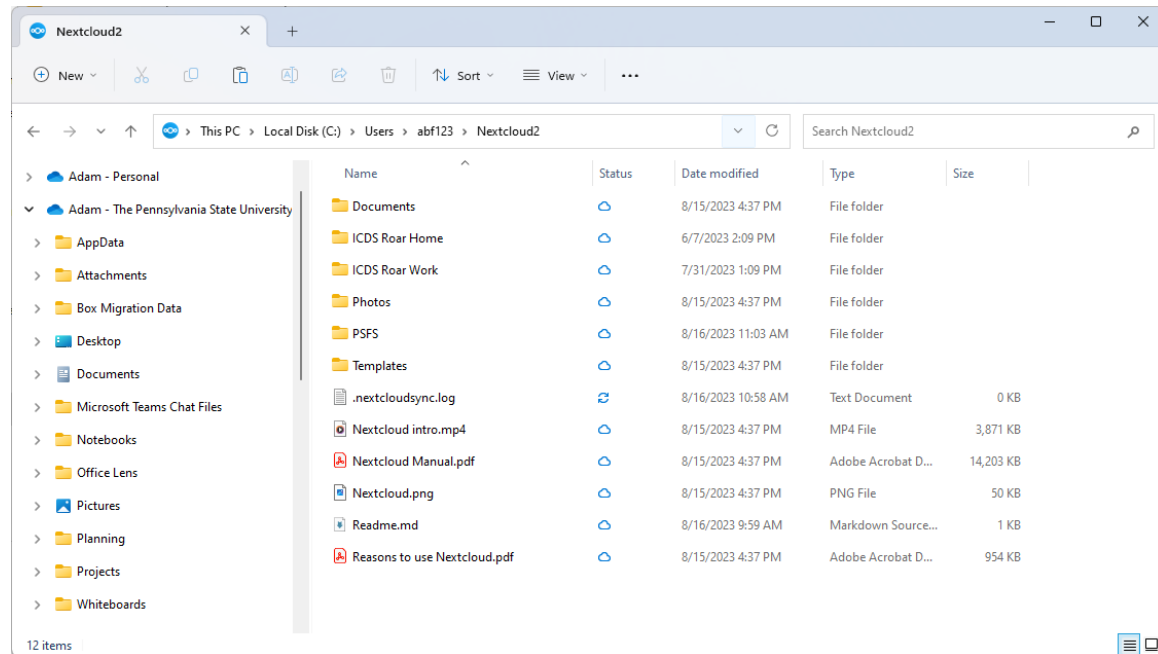 Nextcloud2
New Sort View
This PC > Local Disk (C:) > Users > abf123 > Nextcloud2 Search Nextcloud2
Adam - Personal
Adam - The Pennsylvania State University
AppData
Attachments
Box Migration Data
Desktop
Documents
Microsoft Teams Chat Files
Notebooks
Office Lens
Pictures
Planning
Projects
Whiteboards
Name Status Date modified Type Size
Documents 8/15/2023 4:37 PM File folder
ICDS Roar Home 6/7/2023 2:09 PM File folder
ICDS Roar Work 7/31/2023 1:09 PM File folder
Photos 8/15/2023 4:37 PM File folder
PSFS 8/16/2023 11:03 AM File folder
Templates 8/15/2023 4:37 PM File folder
.nextcloudsync.log 8/16/2023 10:58 AM Text Document 0 KB
Nextcloud intro.mp4 8/15/2023 4:37 PM MP4 File 3,871 KB
Nextcloud Manual.pdf 8/15/2023 4:37 PM Adobe Acrobat D... 14,203 KB
Nextcloud.png 8/15/2023 4:37 PM PNG File 50 KB
Readme.md 8/16/2023 9:59 AM Markdown Source... 1 KB
Reasons to use Nextcloud.pdf 8/15/2023 4:37 PM Adobe Acrobat D... 954 KB
12 items